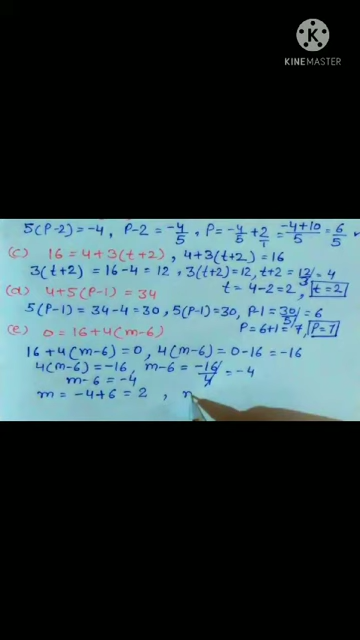 K
KINEMASTER
5(P-2)=-4, P-2=-4/5, P=-4/5+2/1=-4+10/5=6/5
(c) 16=4+3(t+2), 4+3(t+2)=16
3(t+2)=16-4=12, 3(t+2)=12, t+2=12/3=4
t=4-2=2, t=2
(d) 4+5(P-1)=34
5(P-1)=34-4=30, 5(P-1)=30, P-1=30/5
P=6+1=7, P=7
(e) 0=16+4(m-6)
16+4(m-6)=0, 4(m-6)=0-16=-16
4(m-6)=-16, m-6=-16/4=-4
m-6=-4
m=-4+6=2,